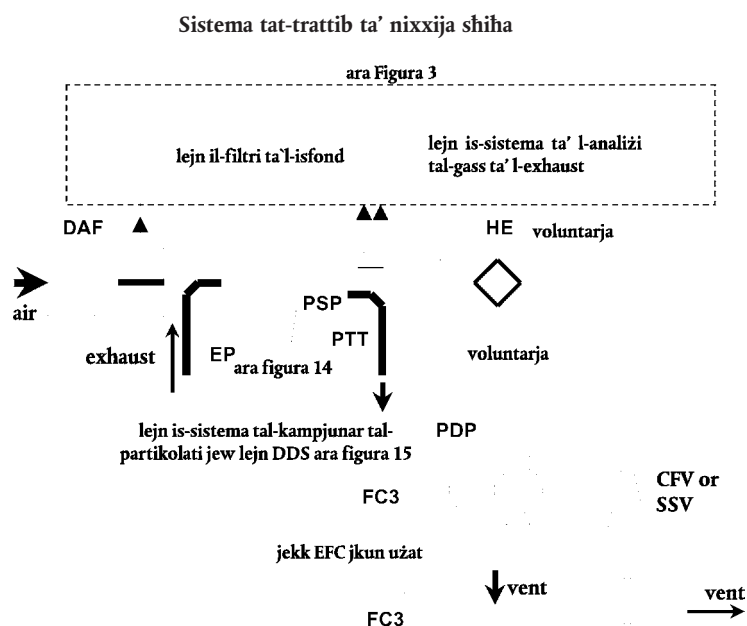 Sistema tat-trattib ta’ nixxija sħiħa
ara Figura 3
lejn il-filtri ta`l-isfond
lejn is-sistema ta’ l-analiżi
tal-gass ta’ l-exhaust
DAF
HE voluntarja
air
PSP
PTT
exhaust
EP
ara figura 14
voluntarja
lejn is-sistema tal-kampjunar tal-
partikolati jew lejn DDS ara figura 15
PDP
FC3
CFV or
SSV
jekk EFC jkun użat
vent
vent
FC3